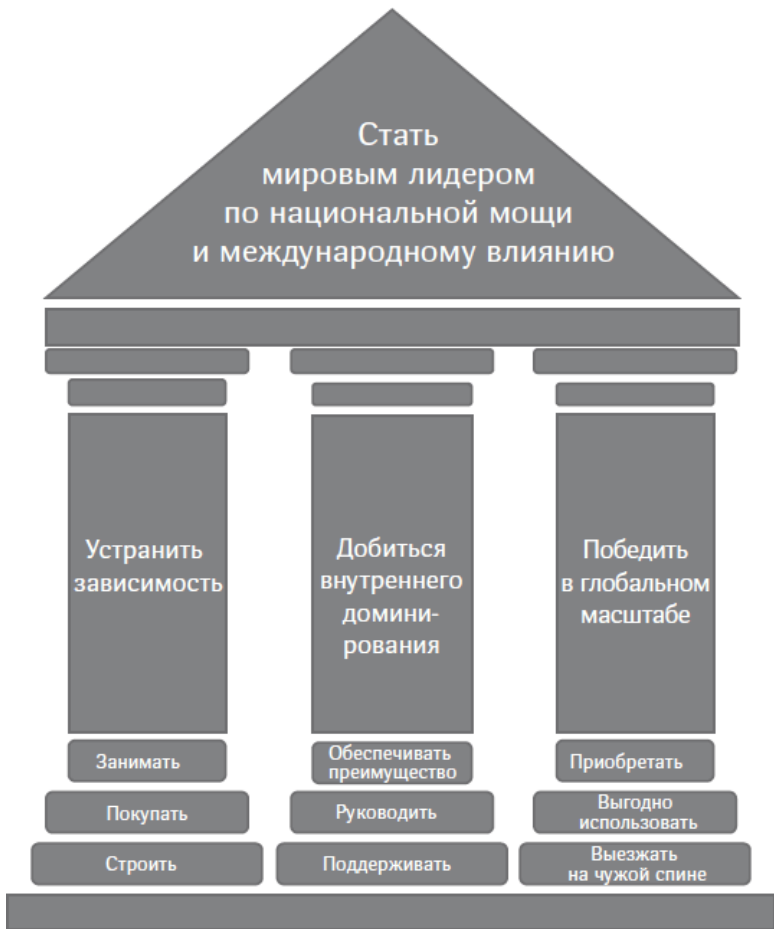 Стать
мировым лидером
по национальной мощи
и международному влиянию
Устранить
зависимость
Добиться
внутреннего
домини-
рования
Победить
в глобальном
масштабе
Занимать
Покупать
Строить
Обеспечивать
преимущество
Руководить
Поддерживать
Приобретать
Выгодно
использовать
Выезжать
на чужой спине